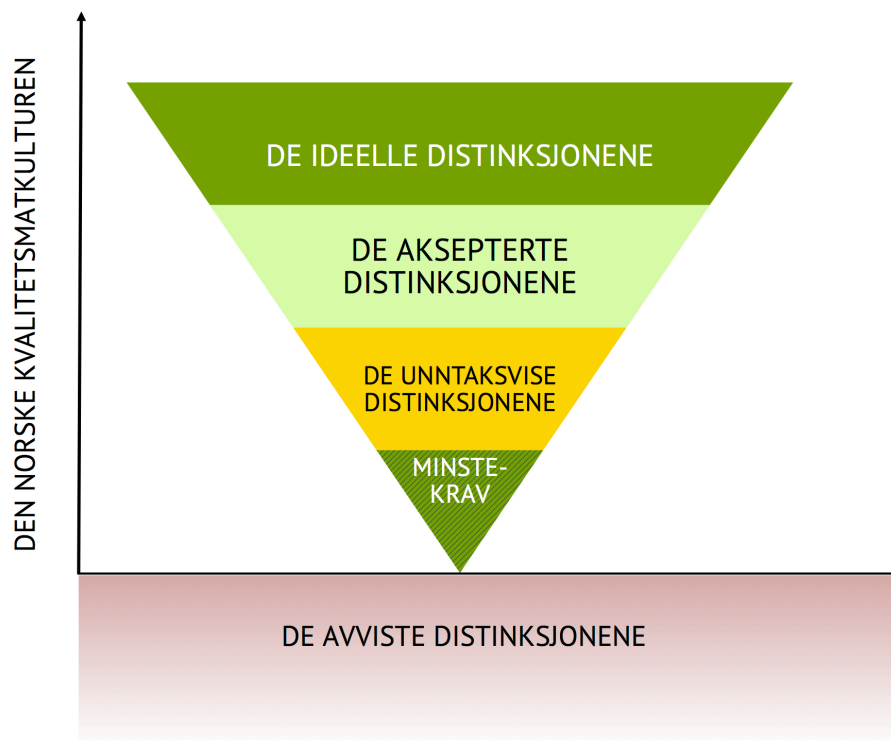 DEN NORSKE KVALITETSMATKULTUREN
DE IDEELLE DISTINKSJONENE
DE AKSEPTERTE
DISTINKSJONENE
DE UNNTAKSVISE
DISTINKSJONENE
MINSTE-
KRAV
DE AVVISTE DISTINKSJONENE